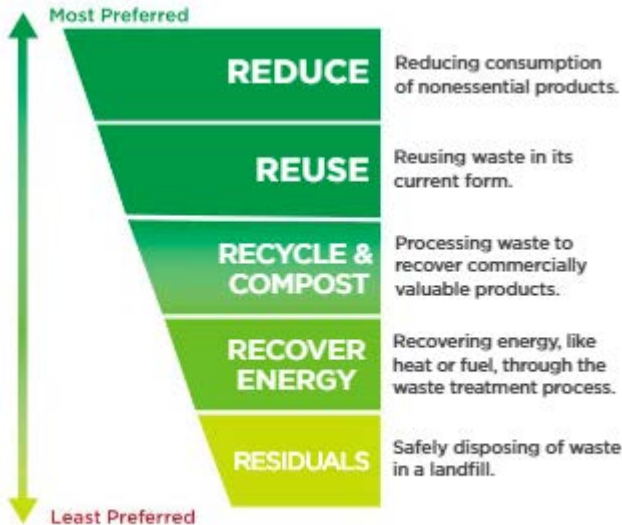 Most Preferred
REDUCE
Reducing consumption
of nonessential products.
REUSE
Reusing waste in its
current form.
RECYCLE &
COMPOST
Processing waste to
recover commercially
valuable products.
RECOVER
ENERGY
Recovering energy, like
heat or fuel, through the
waste treatment process.
RESIDUALS
Safely disposing of waste
in a landfill.
Least Preferred